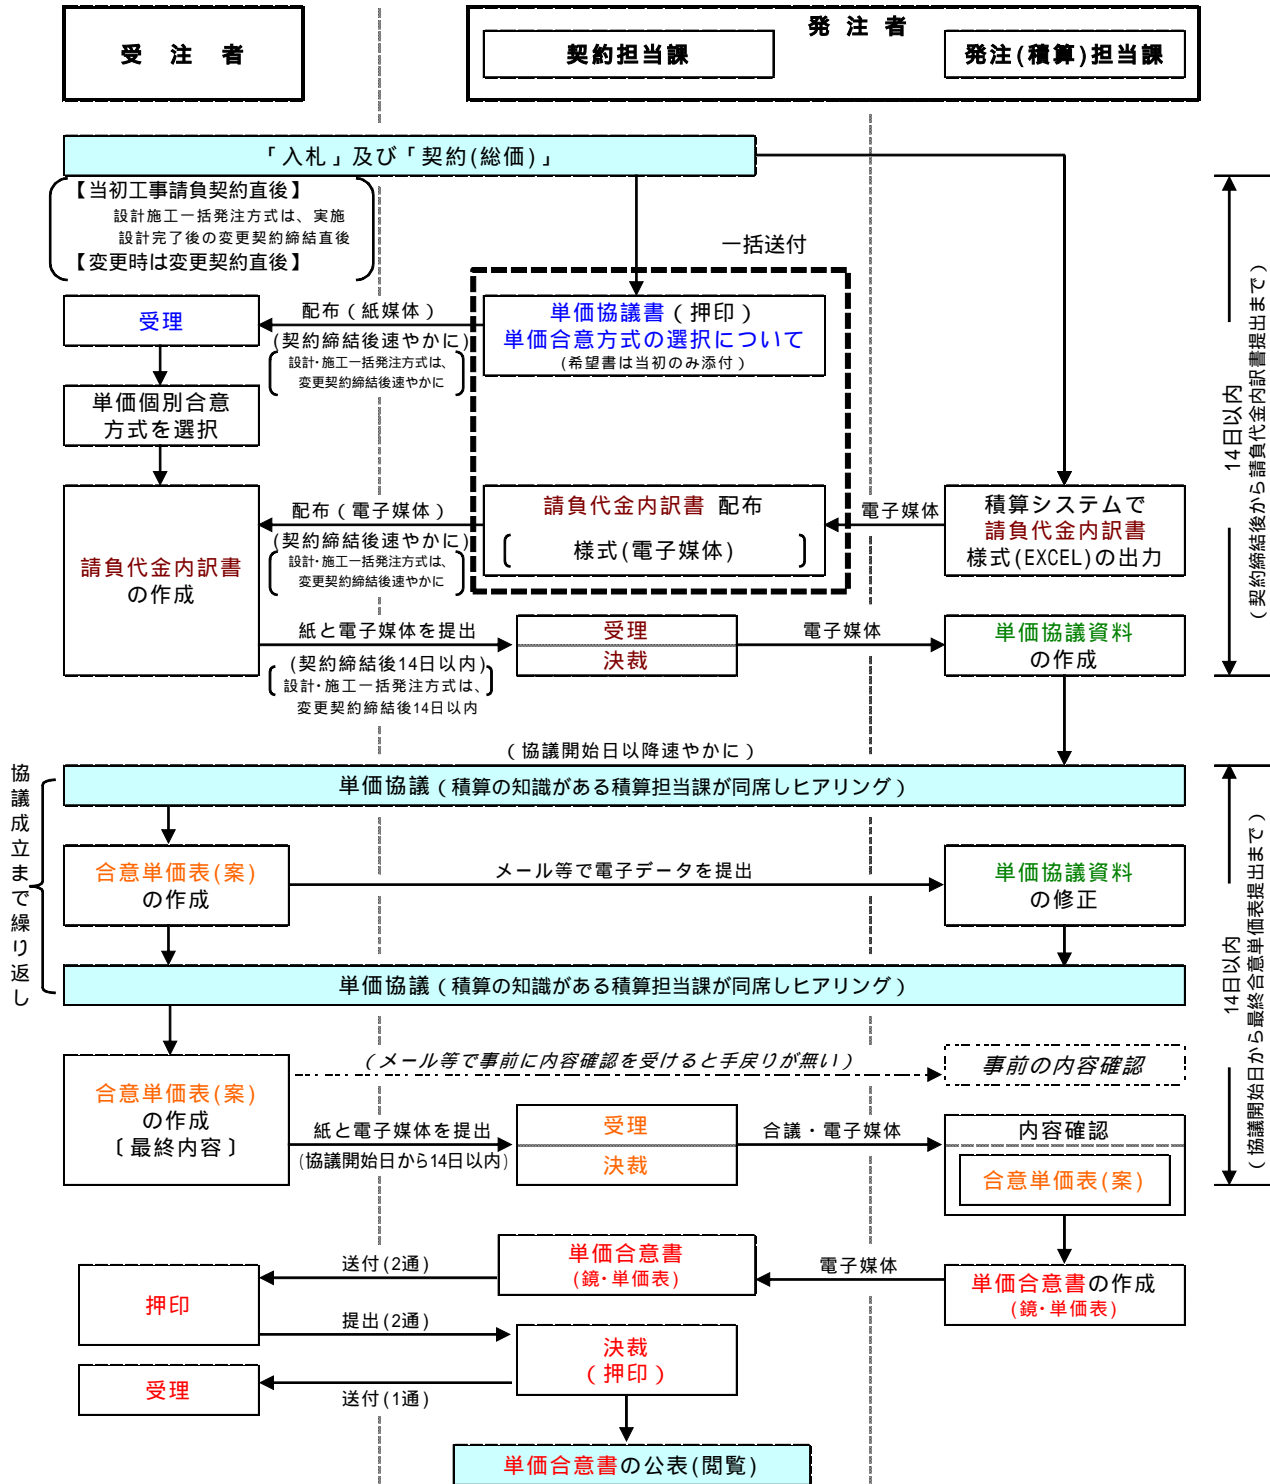 受 注 者
発 注 者
契約担当課
発注(積算)担当課
「入札」及び「契約(総価)」
【当初工事請負契約直後】
設計施工一括発注方式は、実施
設計完了後の変更契約締結直後
【変更時は変更契約直後】
一括送付
受理
配布(紙媒体)
(契約締結後速やかに)
設計・施工一括発注方式は、
変更契約締結後速やかに
単価協議書(押印)
単価合意方式の選択について
(希望書は当初のみ添付)
単価個別合意
方式を選択
請負代金内訳書
の作成
配布(電子媒体)
(契約締結後速やかに)
設計・施工一括発注方式は、
変更契約締結後速やかに
請負代金内訳書 配布
様式(電子媒体)
電子媒体
積算システムで
請負代金内訳書
様式(EXCEL)の出力
紙と電子媒体を提出
(契約締結後14日以内)
設計・施工一括発注方式は、
変更契約締結後14日以内
受理
決裁
電子媒体
単価協議資料
の作成
14日以内
(契約締結後から請負代金内訳書提出まで)
(協議開始日以降速やかに)
単価協議(積算の知識がある積算担当課が同席しヒアリング)
協議成立まで繰り返し
合意単価表(案)
の作成
メール等で電子データを提出
単価協議資料
の修正
単価協議(積算の知識がある積算担当課が同席しヒアリング)
14日以内
(協議開始日から最終合意単価表提出まで)
合意単価表(案)
の作成
〔最終内容〕
(メール等で事前に内容確認を受けると手戻りが無い)
事前の内容確認
紙と電子媒体を提出
(協議開始日から14日以内)
受理
決裁
合議・電子媒体
内容確認
合意単価表(案)
送付(2通)
単価合意書
(鏡・単価表)
電子媒体
単価合意書の作成
(鏡・単価表)
押印
提出(2通)
決裁
(押印)
受理
送付(1通)
単価合意書の公表(閲覧)